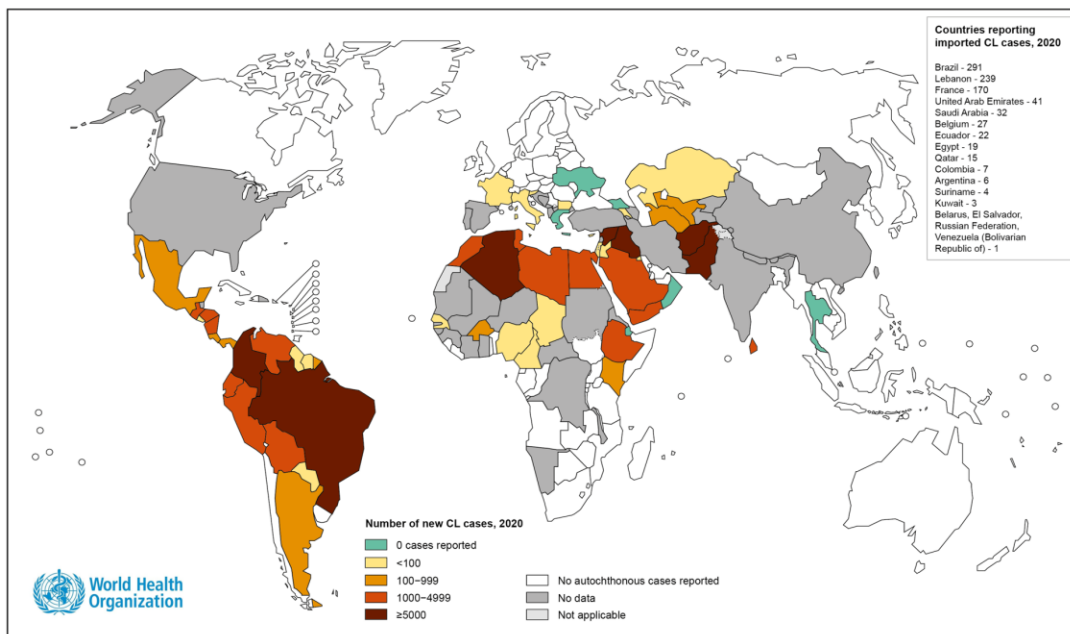 Countries reporting
imported CL cases, 2020
Brazil - 291
Lebanon - 239
France - 170
United Arab Emirates - 41
Saudi Arabia - 32
Belgium - 27
Ecuador - 22
Egypt - 19
Qatar - 15
Colombia - 7
Argentina - 6
Suriname - 4
Kuwait - 3
Belarus, El Salvador,
Russian Federation,
Venezuela (Bolivarian
Republic of) - 1
Number of new CL cases, 2020
0 cases reported
<100
100−999
1000−4999
≥5000
No autochthonous cases reported
No data
Not applicable
World Health
Organization